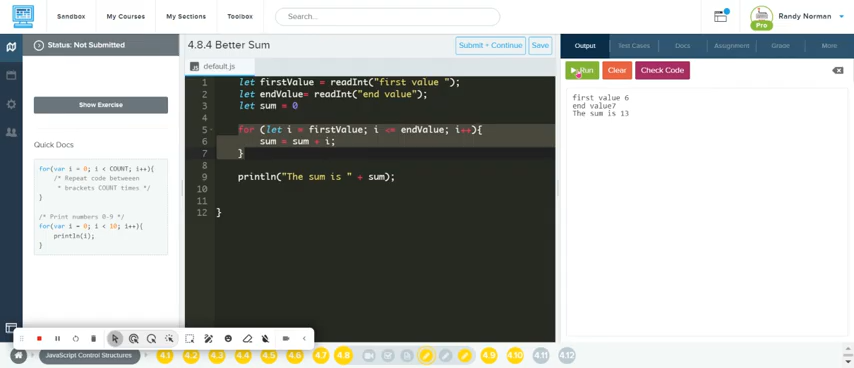 Sandbox
My Courses
My Sections
Toolbox
Search...
Randy Norman
Pro
Status: Not Submitted
4.8.4 Better Sum
Submit + Continue
Save
Output
Test Cases
Docs
Assignment
Grade
More
default.js
Run
Clear
Check Code
Show Exercise
Quick Docs
for(var i = 0; i < COUNT; i++){
/* Repeat code betweeen
* brackets COUNT times */
}
/* Print numbers 0-9 */
for(var i = 0; i < 10; i++){
println(i);
}
1 let firstValue = readInt("first value ");
2 let endValue= readInt("end value");
3 let sum = 0
4
5 for (let i = firstValue; i <= endValue; i++){
6 sum = sum + i;
7 }
8
9 println("The sum is " + sum);
10
11
12 }
first value 6
end value7
The sum is 13
JavaScript Control Structures
4.1
4.2
4.3
4.4
4.5
4.6
4.7
4.8
4.9
4.10
4.11
4.12